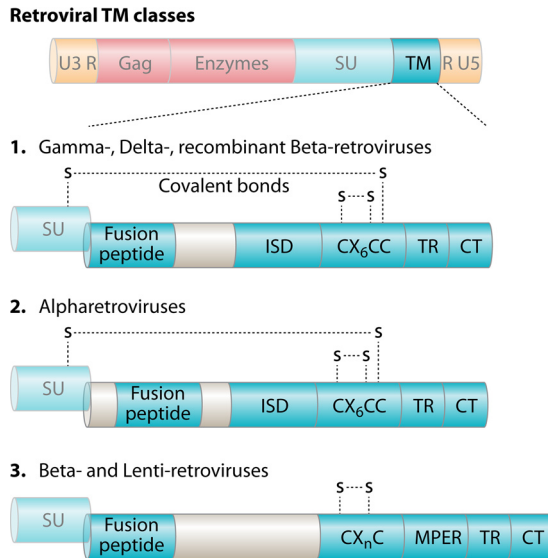 Retroviral TM classes
U3 R Gag Enzymes SU TM R U5
1. Gamma-, Delta-, recombinant Beta-retroviruses
S S
Covalent bonds
S S
SU
Fusion peptide ISD CX₆CC TR CT
2. Alpharetroviruses
S S
S S
SU
Fusion peptide ISD CX₆CC TR CT
3. Beta- and Lenti-retroviruses
S S
SU
Fusion peptide CXₙC MPER TR CT